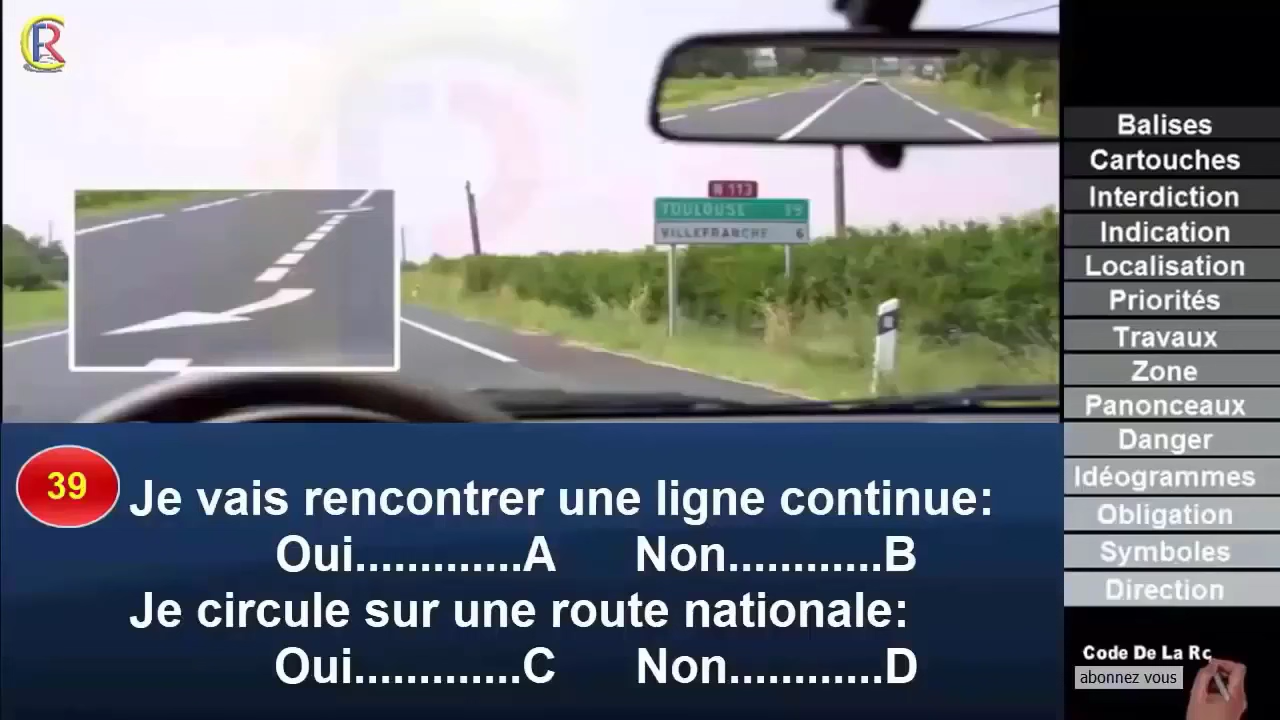 N 113
TOULOUSE 39
VILLEFRANCHE 6
39
Je vais rencontrer une ligne continue:
Oui.............A Non............B
Je circule sur une route nationale:
Oui.............C Non............D
Balises
Cartouches
Interdiction
Indication
Localisation
Priorités
Travaux
Zone
Panonceaux
Danger
Idéogrammes
Obligation
Symboles
Direction
Code De La Rc
abonnez vous